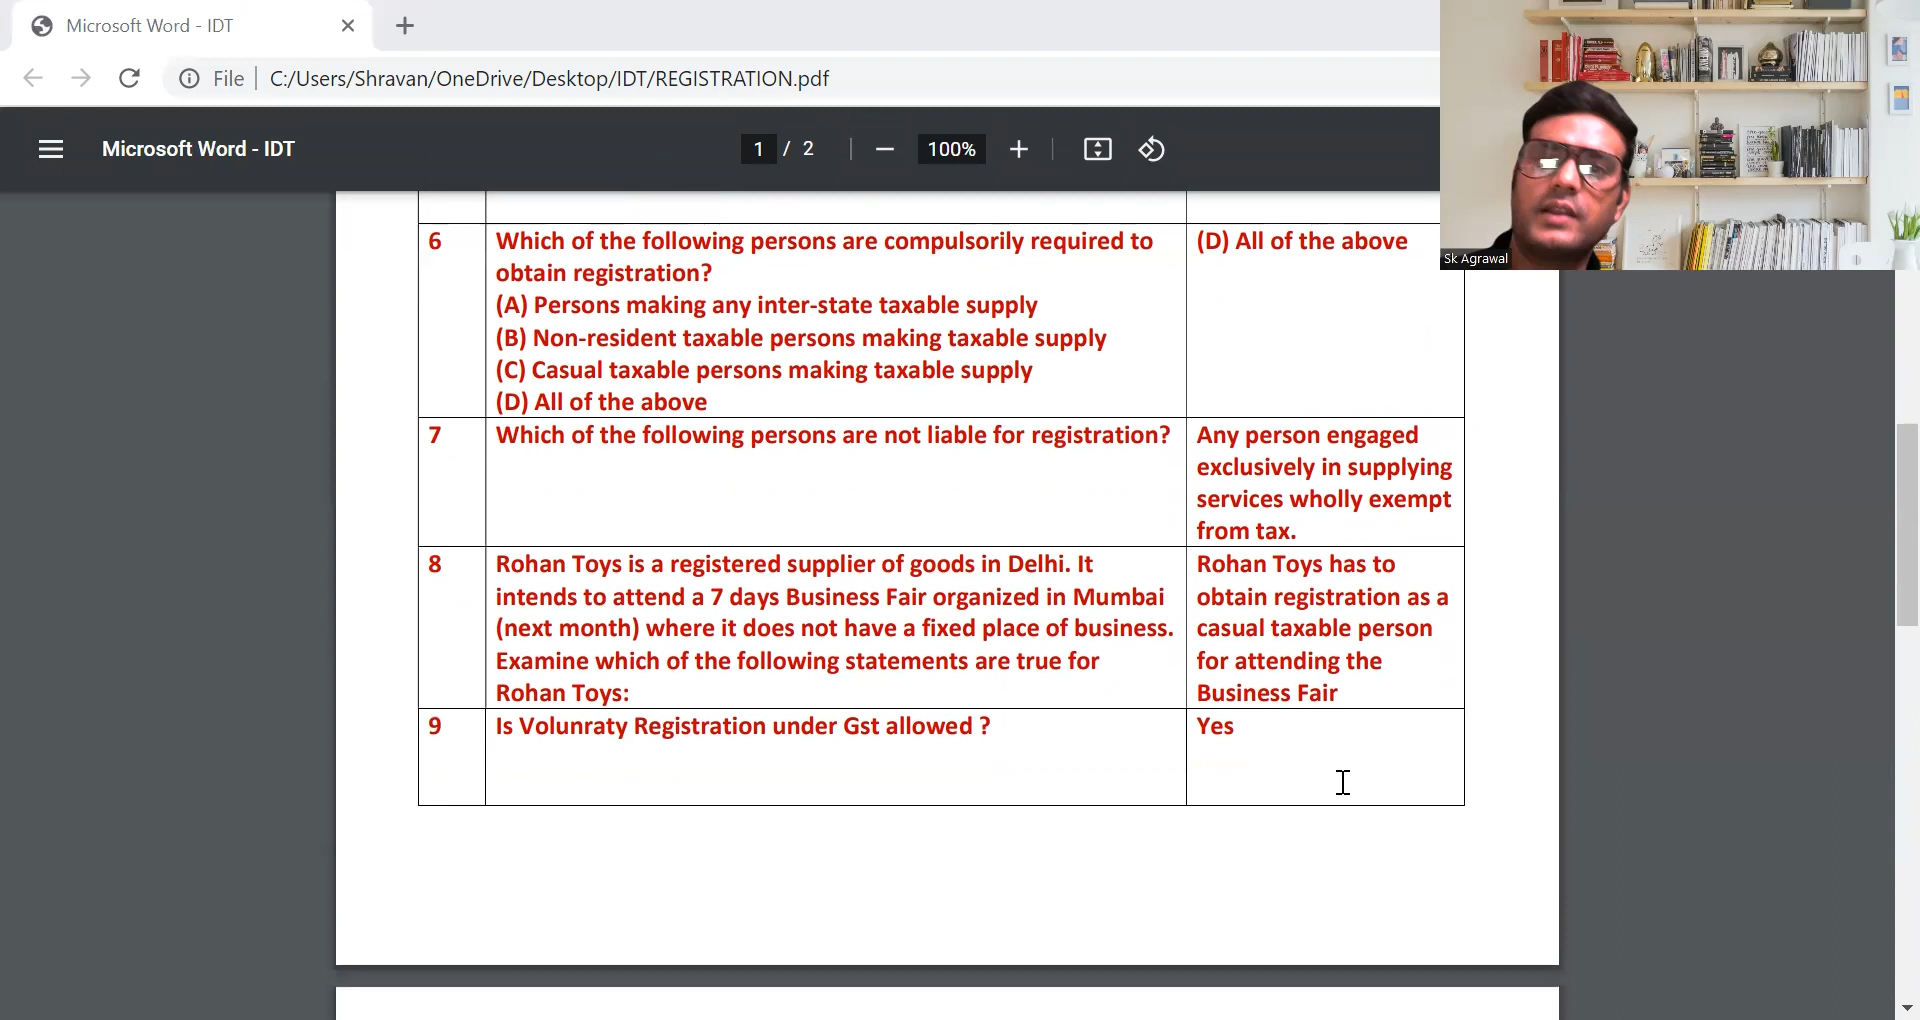 Microsoft Word - IDT
File
C:/Users/Shravan/OneDrive/Desktop/IDT/REGISTRATION.pdf
Microsoft Word - IDT
1 / 2
100%
Sk Agrawal
6
Which of the following persons are compulsorily required to
obtain registration?
(A) Persons making any inter-state taxable supply
(B) Non-resident taxable persons making taxable supply
(C) Casual taxable persons making taxable supply
(D) All of the above
(D) All of the above
7
Which of the following persons are not liable for registration?
Any person engaged
exclusively in supplying
services wholly exempt
from tax.
8
Rohan Toys is a registered supplier of goods in Delhi. It
intends to attend a 7 days Business Fair organized in Mumbai
(next month) where it does not have a fixed place of business.
Examine which of the following statements are true for
Rohan Toys:
Rohan Toys has to
obtain registration as a
casual taxable person
for attending the
Business Fair
9
Is Volunraty Registration under Gst allowed ?
Yes